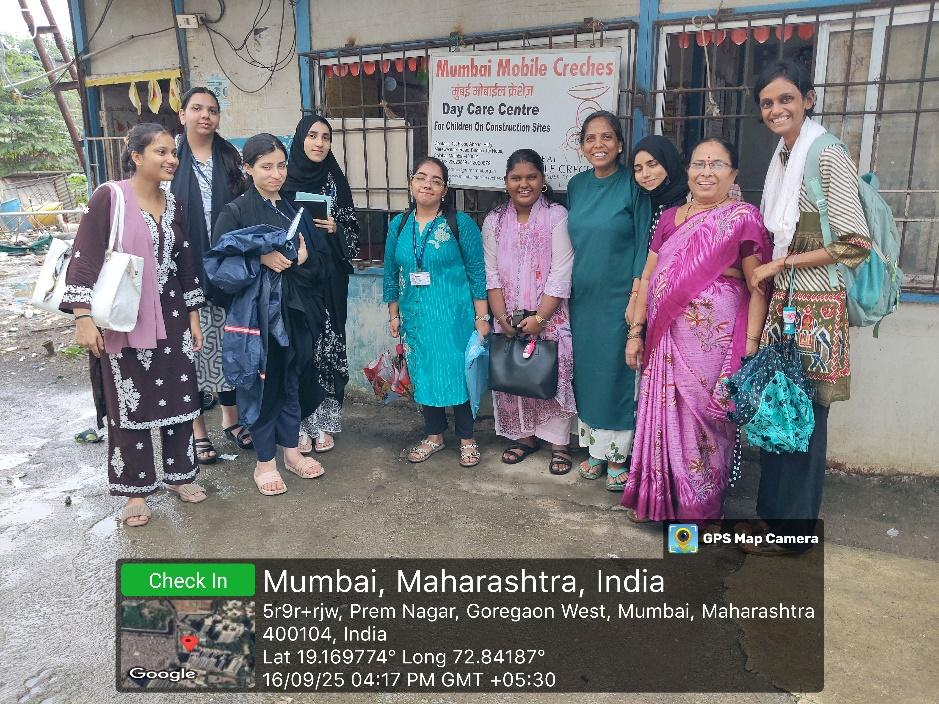 Mumbai Mobile Creches
मुंबई मोबाईल क्रेशेज
Day Care Centre
For Children On Construction Sites
GPS Map Camera
Check In
Mumbai, Maharashtra, India
5r9r+rjw, Prem Nagar, Goregaon West, Mumbai, Maharashtra
400104, India
Lat 19.169774° Long 72.84187°
16/09/25 04:17 PM GMT +05:30
Google